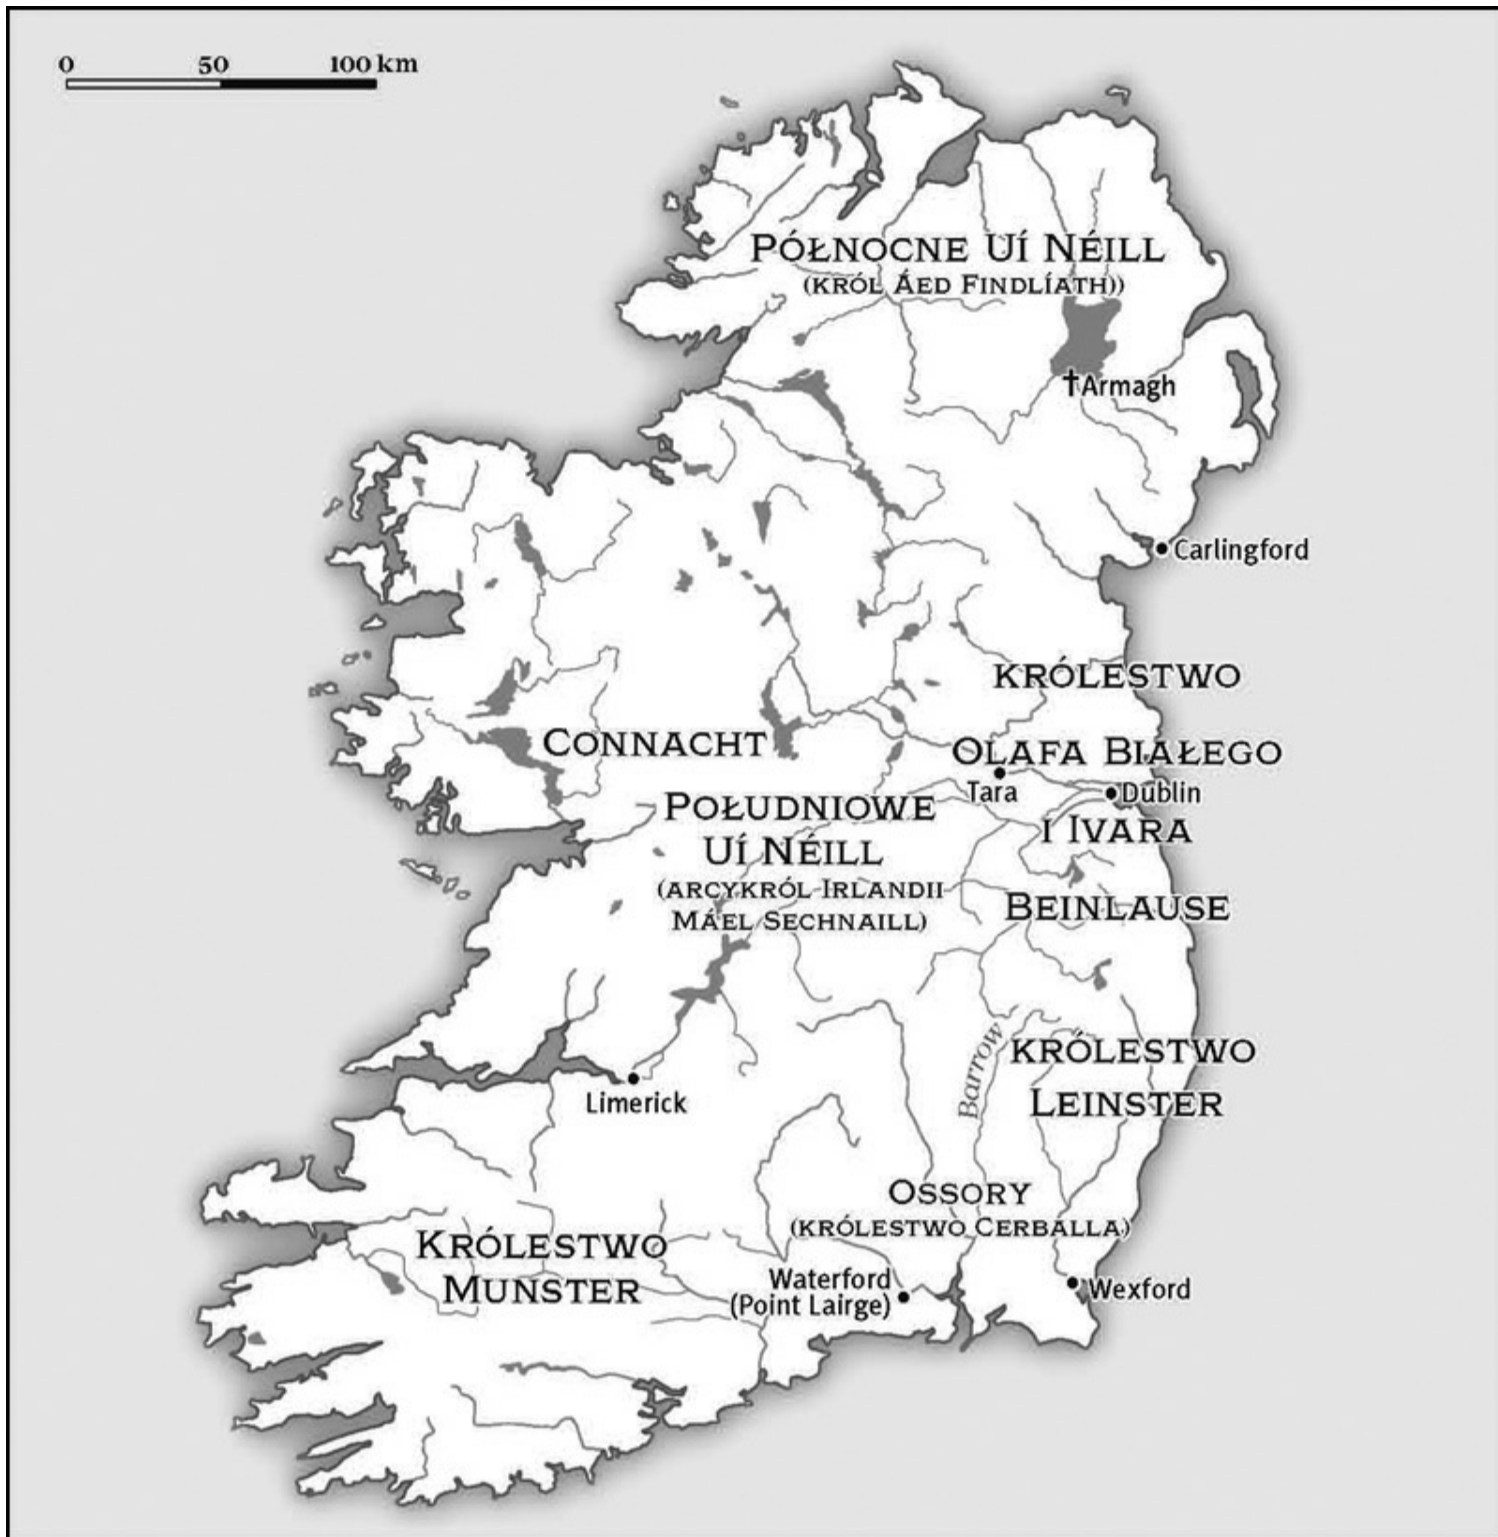 0 50 100 km
PÓŁNOCNE UÍ NÉILL
(KRÓL ÁED FINDLÍATH))
Armagh
Carlingford
KRÓLESTWO
OLAFA BIAŁEGO
Tara
Dublin
I IVARA
CONNACHT
POŁUDNIOWE
UÍ NÉILL
(ARCYKRÓL IRLANDII
MÁEL SECHNAILL)
BEINLAUSE
Barrow
KRÓLESTWO
LEINSTER
Limerick
OSSORY
(KRÓLESTWO CERBALLA)
KRÓLESTWO
MUNSTER
Waterford
(Point Lairge)
Wexford